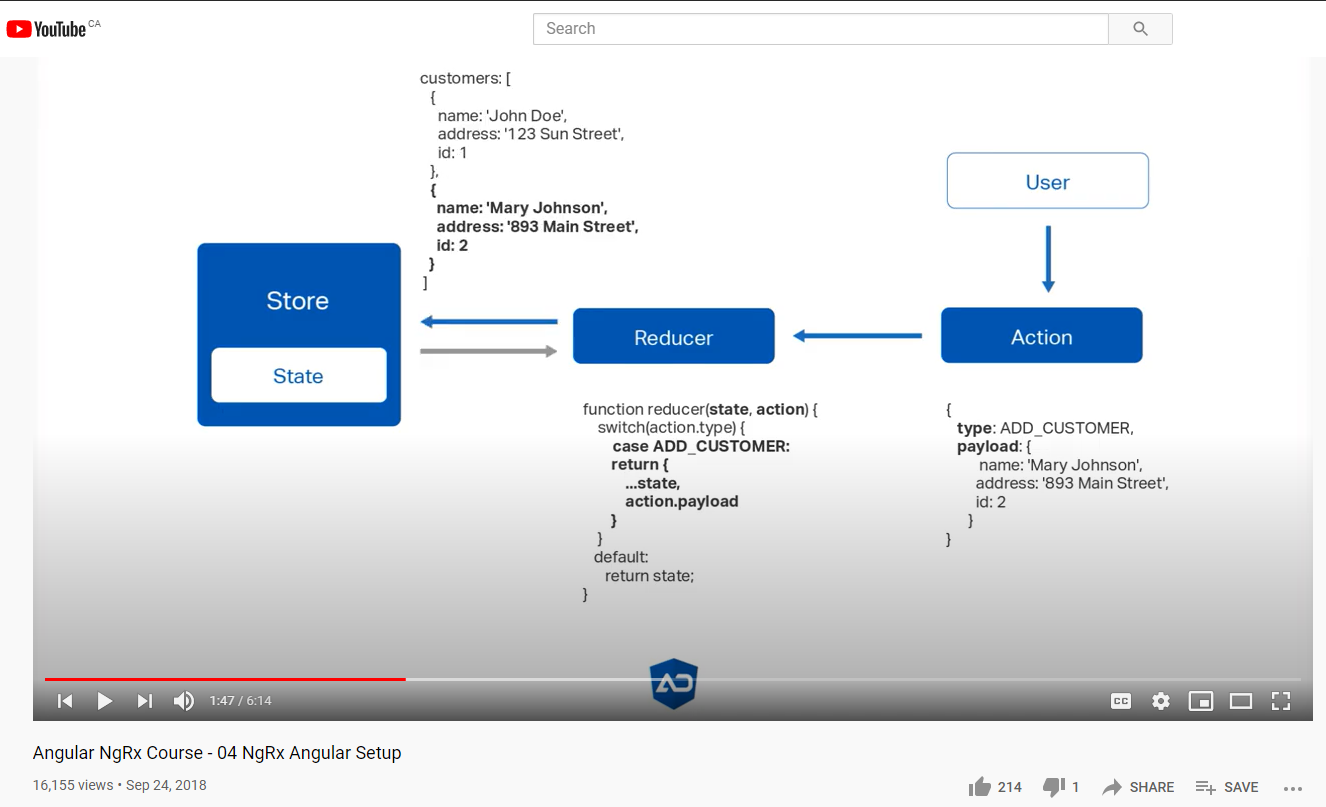 YouTube CA
Search
customers: [
{
name: 'John Doe',
address: '123 Sun Street',
id: 1
},
{
name: 'Mary Johnson',
address: '893 Main Street',
id: 2
}
]
User
Store
State
Reducer
Action
function reducer(state, action) {
switch(action.type) {
case ADD_CUSTOMER:
return {
...state,
action.payload
}
}
default:
return state;
}
{
type: ADD_CUSTOMER,
payload: {
name: 'Mary Johnson',
address: '893 Main Street',
id: 2
}
}
AD
1:47 / 6:14
CC
Angular NgRx Course - 04 NgRx Angular Setup
16,155 views • Sep 24, 2018
214
1
SHARE
SAVE